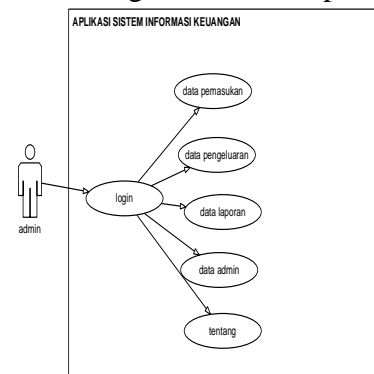 APLIKASI SISTEM INFORMASI KEUANGAN
data pemasukan
data pengeluaran
login
data laporan
admin
data admin
tentang